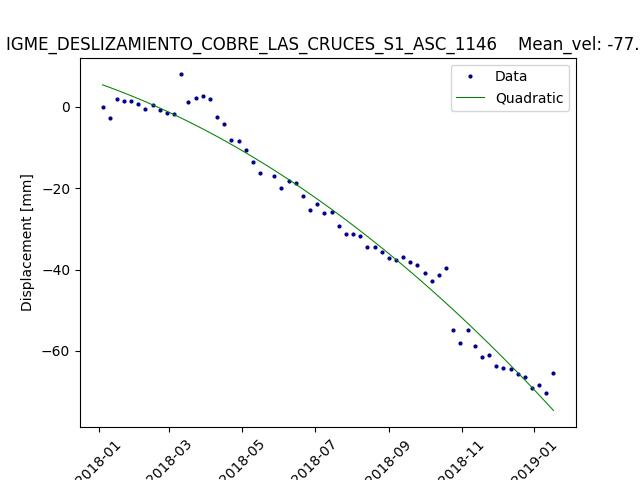 IGME_DESLIZAMIENTO_COBRE_LAS_CRUCES_S1_ASC_1146 Mean_vel: -77.
Data
Quadratic
Displacement [mm]
0
−20
−40
−60
2018-01
2018-03
2018-05
2018-07
2018-09
2018-11
2019-01